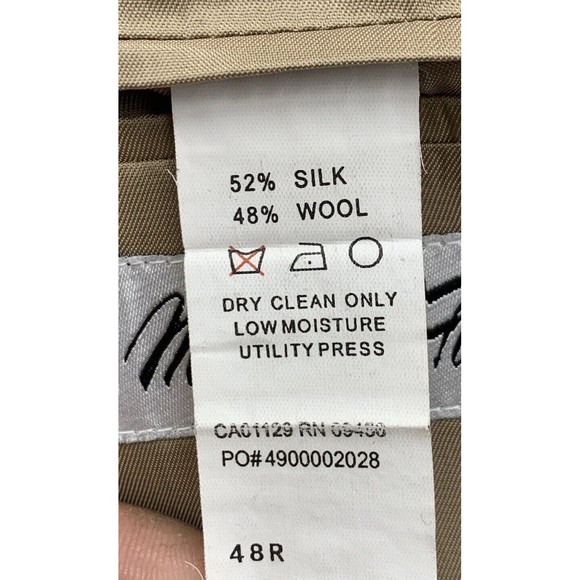 52% SILK
48% WOOL
DRY CLEAN ONLY
LOW MOISTURE
UTILITY PRESS
CA01129 RN
PO# 4900002028
48R